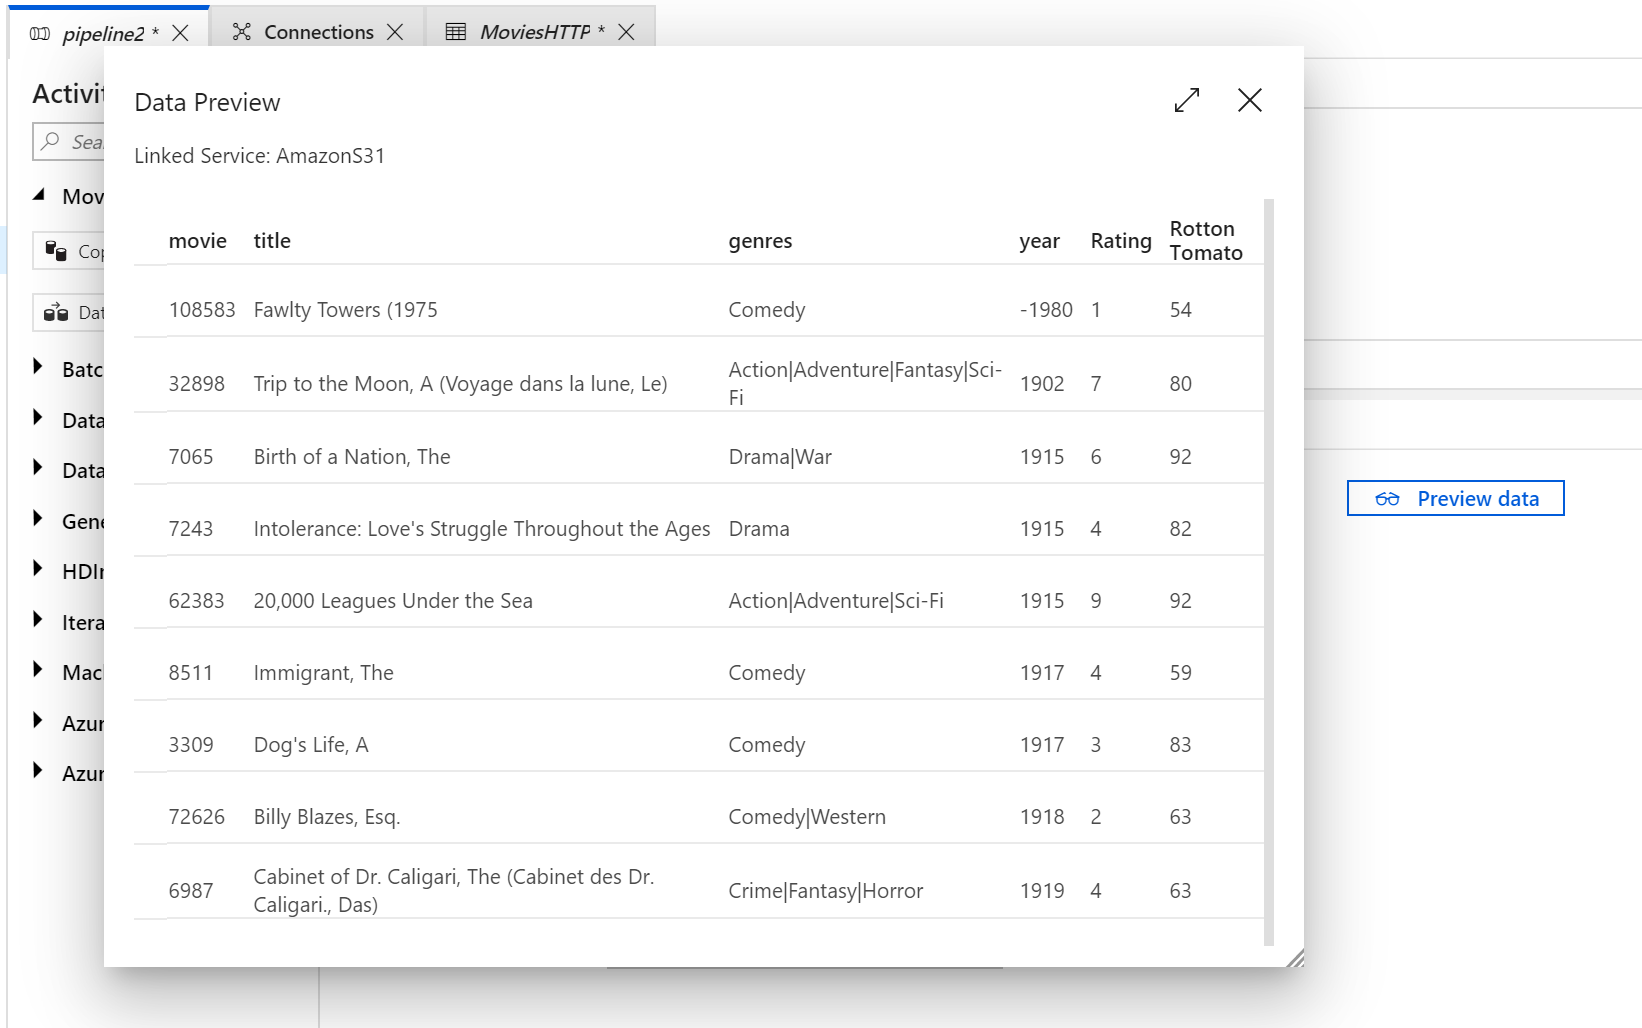 pipeline2 *
Connections
MoviesHTTP *
Activit
Data Preview
Sea
Linked Service: AmazonS31
Mov
Cop
Dat
Batc
Data
Data
Gene
HDIn
Itera
Mac
Azur
Azur
movie title genres year Rating Rotton
Tomato
108583 Fawlty Towers (1975 Comedy -1980 1 54
32898 Trip to the Moon, A (Voyage dans la lune, Le) Action|Adventure|Fantasy|Sci-
Fi 1902 7 80
7065 Birth of a Nation, The Drama|War 1915 6 92
7243 Intolerance: Love's Struggle Throughout the Ages Drama 1915 4 82
62383 20,000 Leagues Under the Sea Action|Adventure|Sci-Fi 1915 9 92
8511 Immigrant, The Comedy 1917 4 59
3309 Dog's Life, A Comedy 1917 3 83
72626 Billy Blazes, Esq. Comedy|Western 1918 2 63
6987 Cabinet of Dr. Caligari, The (Cabinet des Dr.
Caligari., Das) Crime|Fantasy|Horror 1919 4 63
Preview data